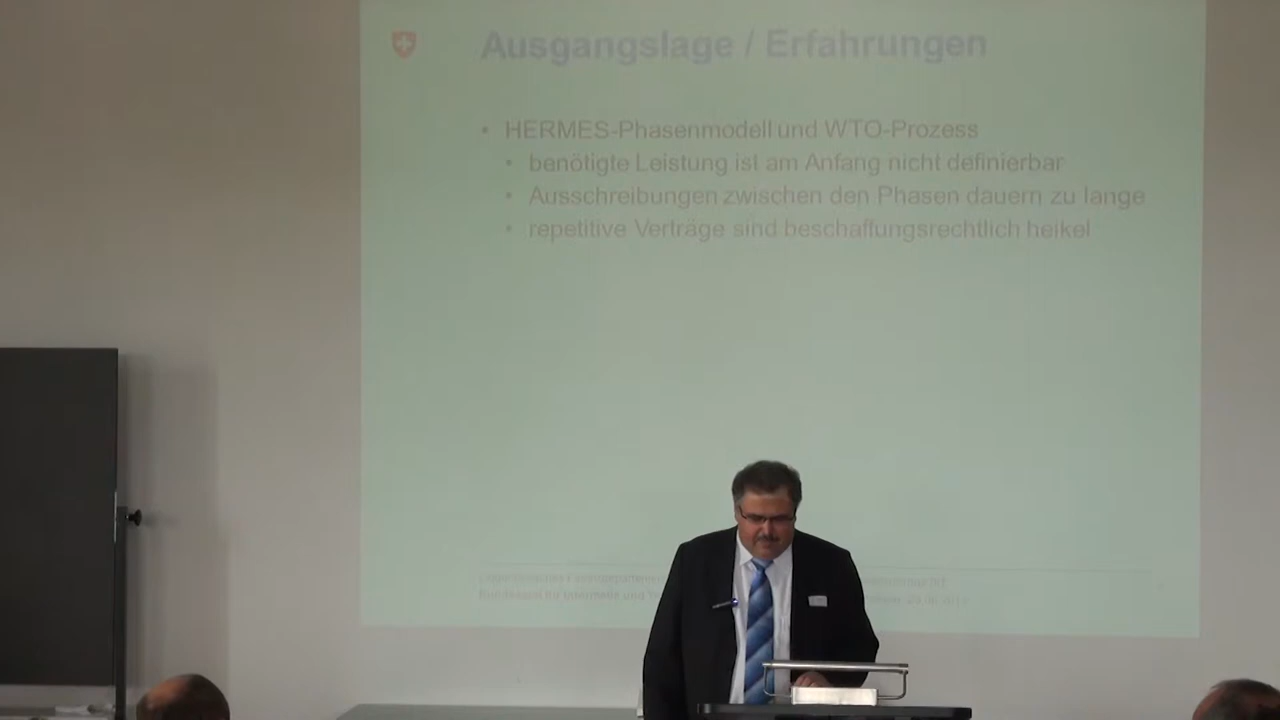 Ausgangslage / Erfahrungen
• HERMES-Phasenmodell und WTO-Prozess
• benötigte Leistung ist am Anfang nicht definierbar
• Ausschreibungen zwischen den Phasen dauern zu lange
• repetitive Verträge sind beschaffungsrechtlich heikel